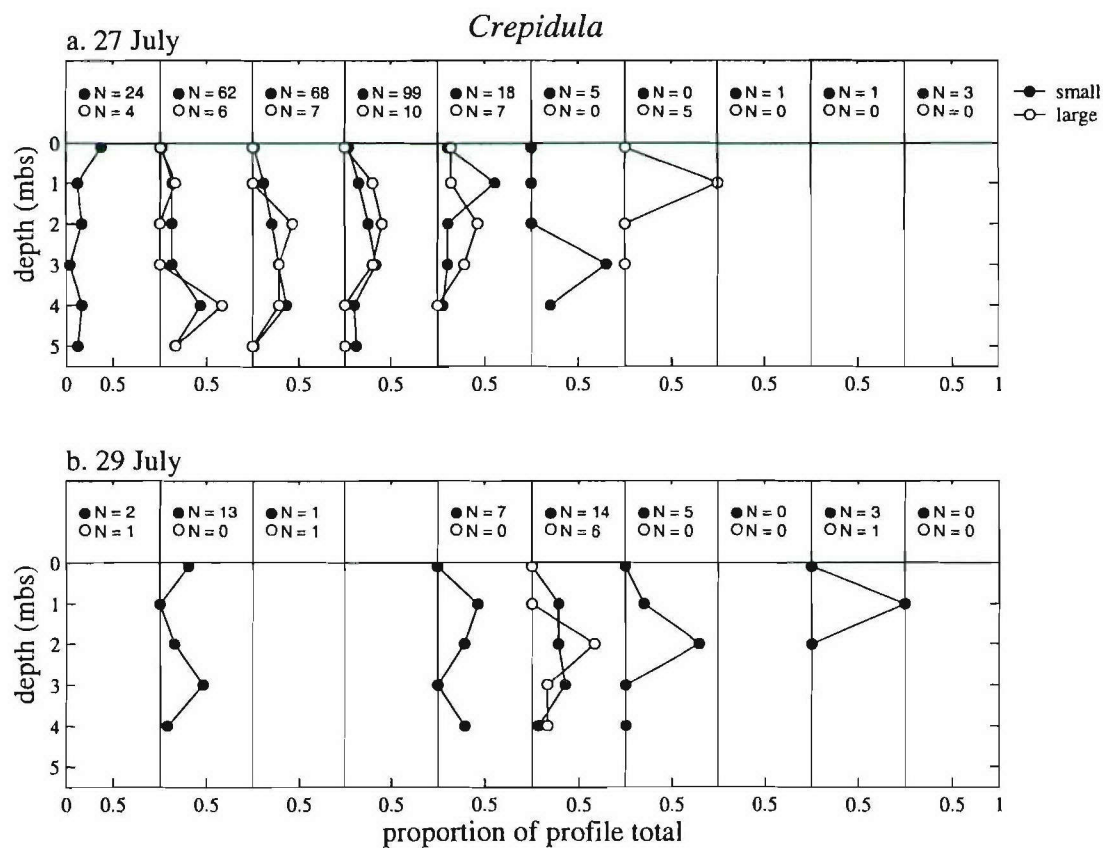 Crepidula
a. 27 July
● N = 24 ● N = 62 ● N = 68 ● N = 99 ● N = 18 ● N = 5 ● N = 0 ● N = 1 ● N = 1 ● N = 3
○ N = 4 ○ N = 6 ○ N = 7 ○ N = 10 ○ N = 7 ○ N = 0 ○ N = 5 ○ N = 0 ○ N = 0 ○ N = 0
small
large
depth (mbs)
0
1
2
3
4
5
0 0.5 0.5 0.5 0.5 0.5 0.5 0.5 0.5 0.5 0.5 1
b. 29 July
● N = 2 ● N = 13 ● N = 1 ● N = 7 ● N = 14 ● N = 5 ● N = 0 ● N = 3 ● N = 0
○ N = 1 ○ N = 0 ○ N = 1 ○ N = 0 ○ N = 6 ○ N = 0 ○ N = 0 ○ N = 1 ○ N = 0
depth (mbs)
0
1
2
3
4
5
0 0.5 0.5 0.5 0.5 0.5 0.5 0.5 0.5 0.5 0.5 1
proportion of profile total